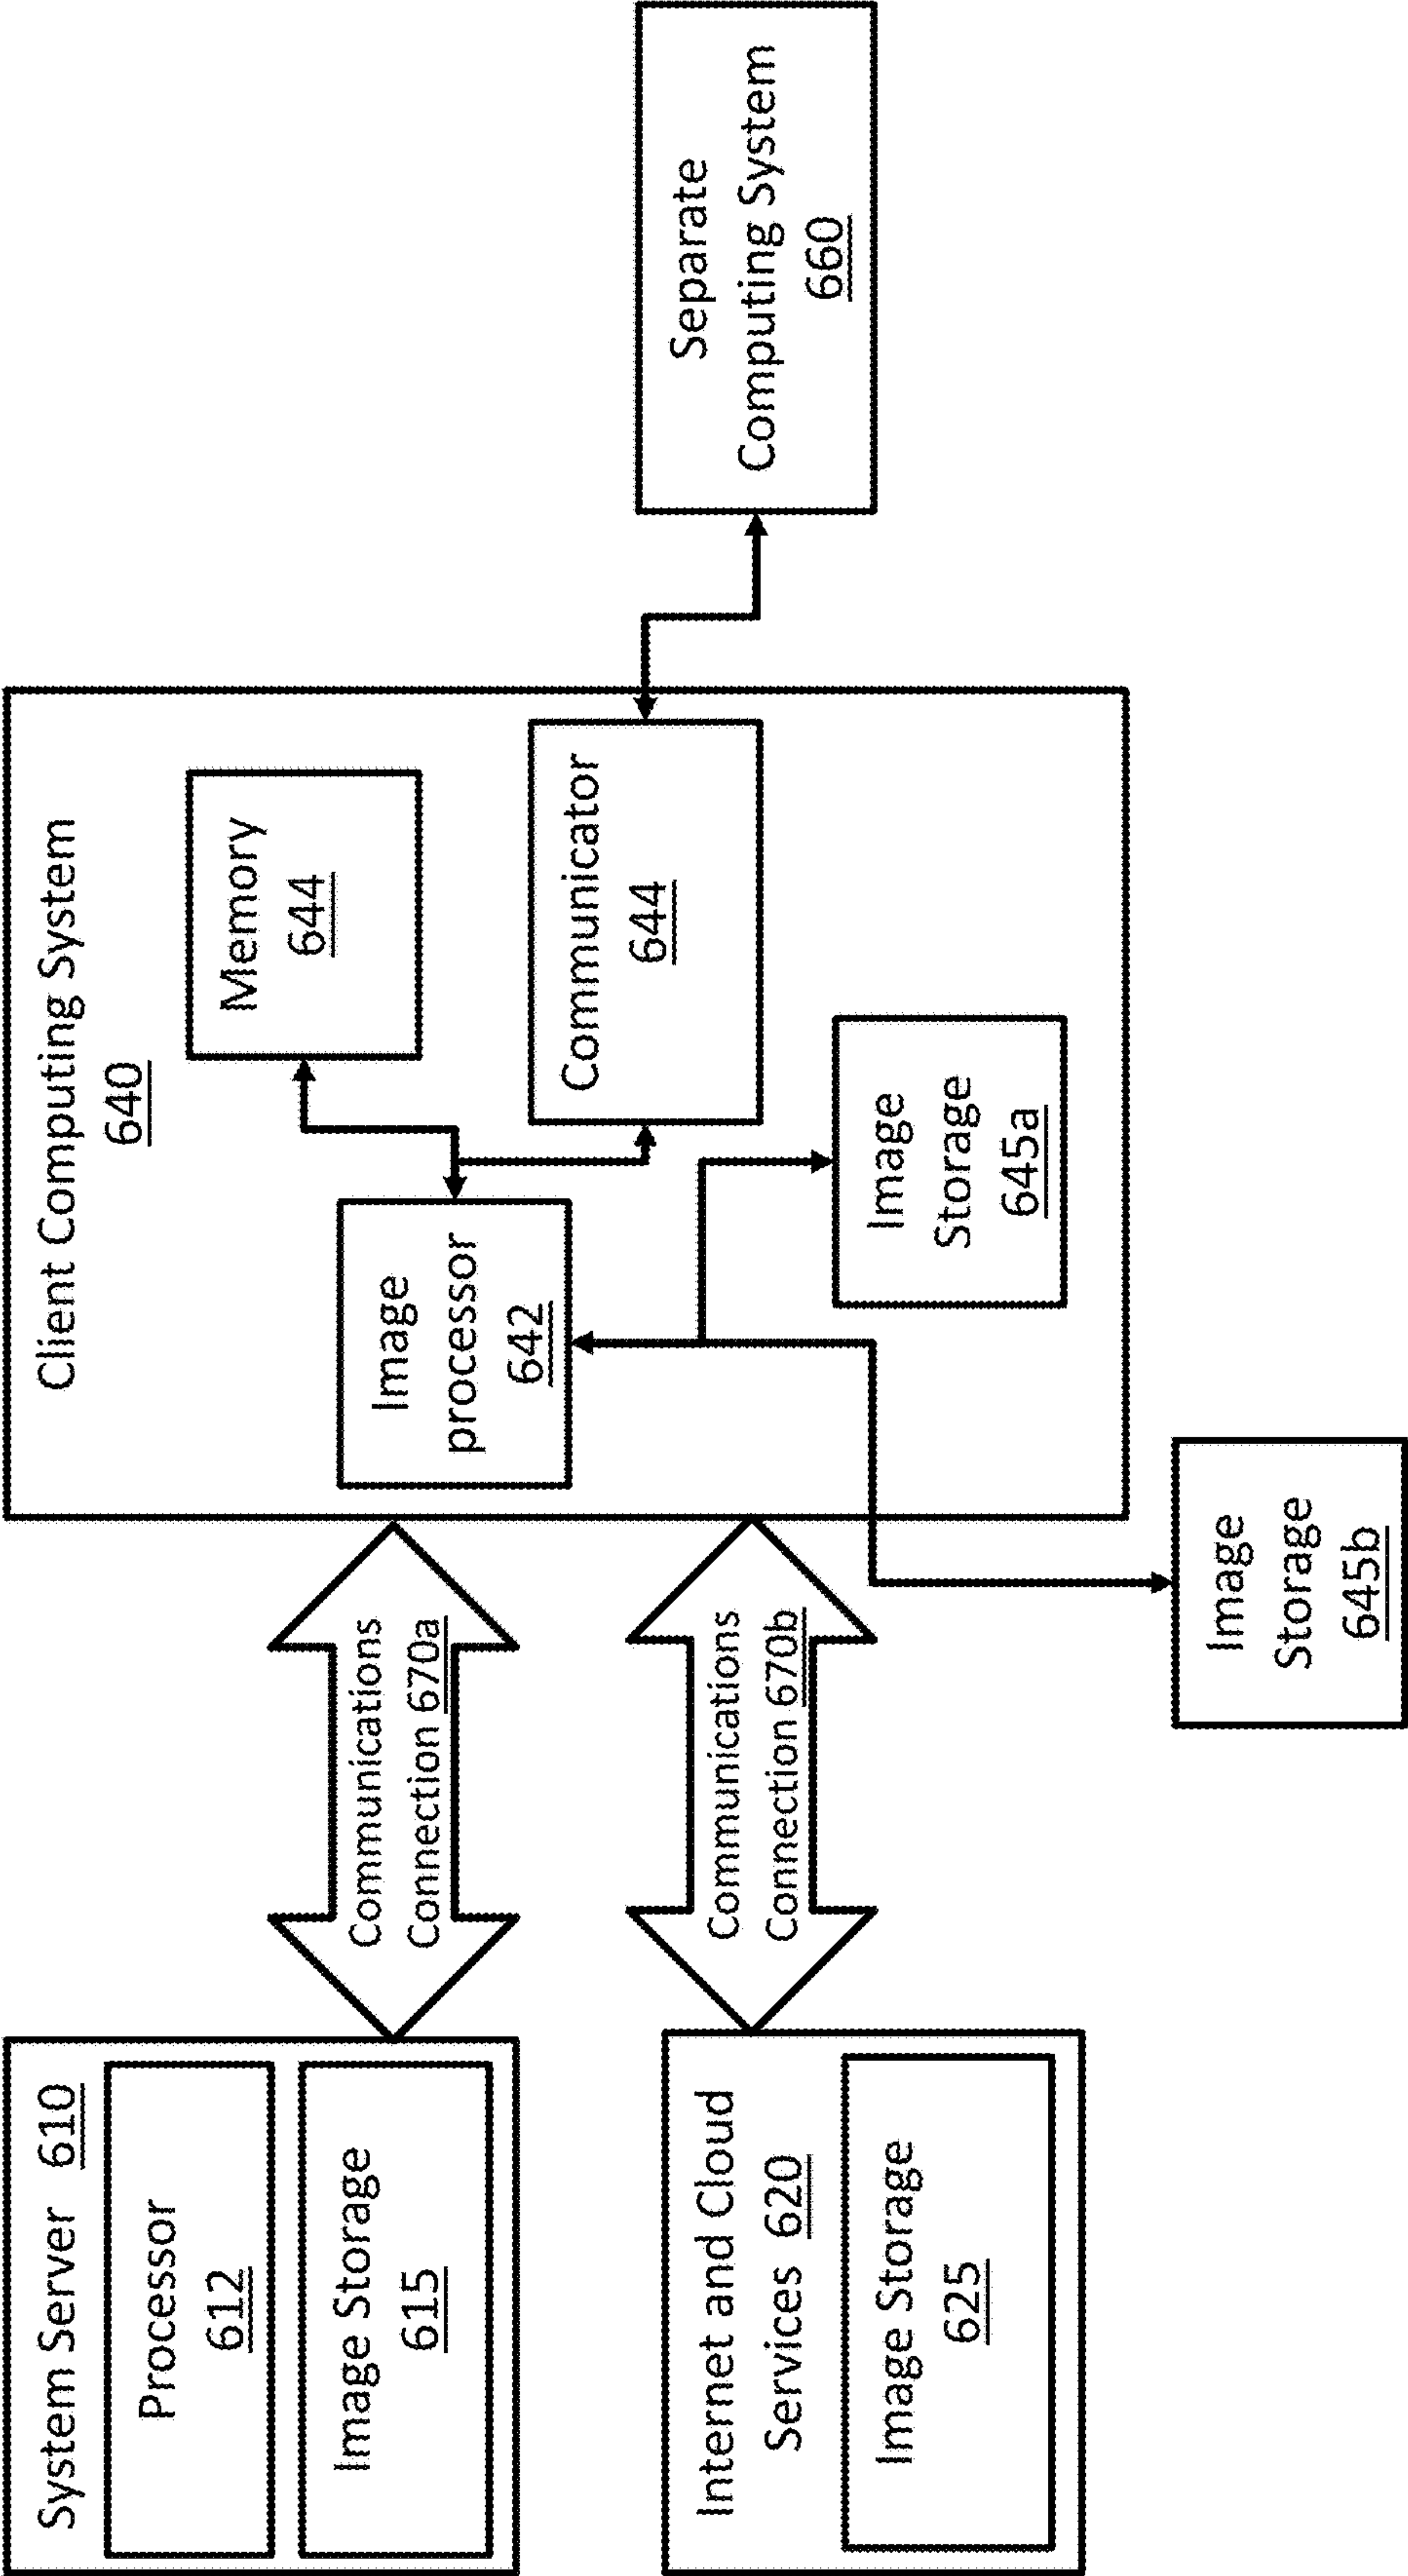 System Server 610
Processor
612
Image Storage
615
Internet and Cloud
Services 620
Image Storage
625
Communications
Connection 670a
Communications
Connection 670b
Client Computing System
640
Memory
644
Image
processor
642
Communicator
644
Image
Storage
645a
Image
Storage
645b
Separate
Computing System
660